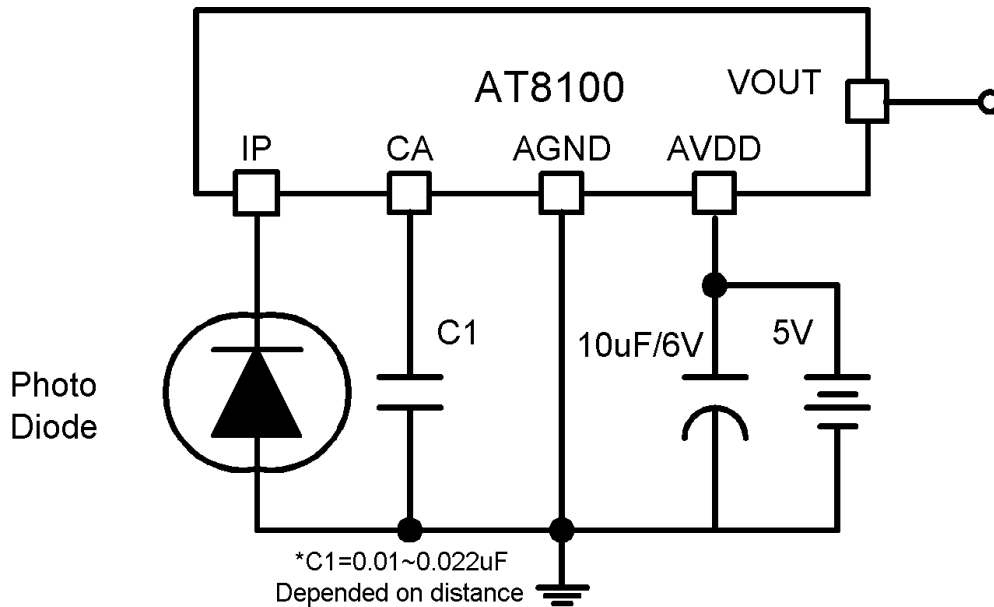 AT8100
VOUT
IP
CA
AGND
AVDD
C1
10uF/6V
5V
Photo
Diode
*C1=0.01~0.022uF
Depended on distance